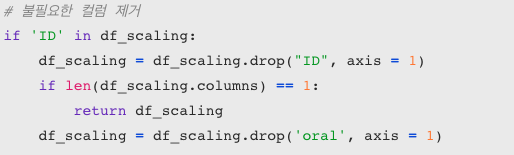 # 불필요한 컬럼 제거
if 'ID' in df_scaling:
    df_scaling = df_scaling.drop("ID", axis = 1)
    if len(df_scaling.columns) == 1:
        return df_scaling
    df_scaling = df_scaling.drop('oral', axis = 1)